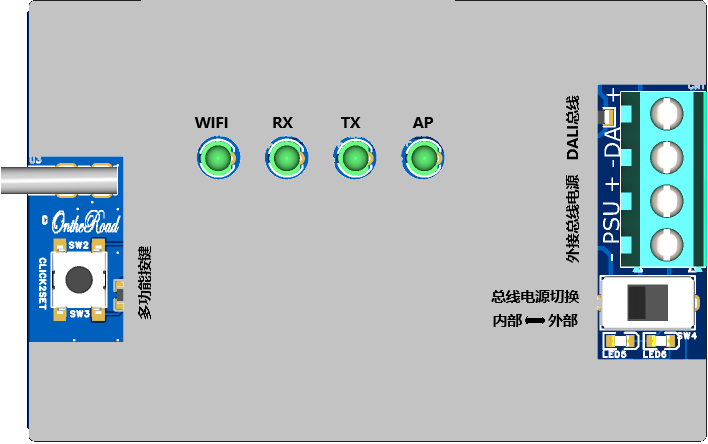 WIFI RX TX AP
U3
OntheRoad
SW2
CLICK2SET
SW3
多功能按键
DALI总线
外接总线电源
- PSU + -DA +
总线电源切换
内部 外部
SW4
LED5 LED6